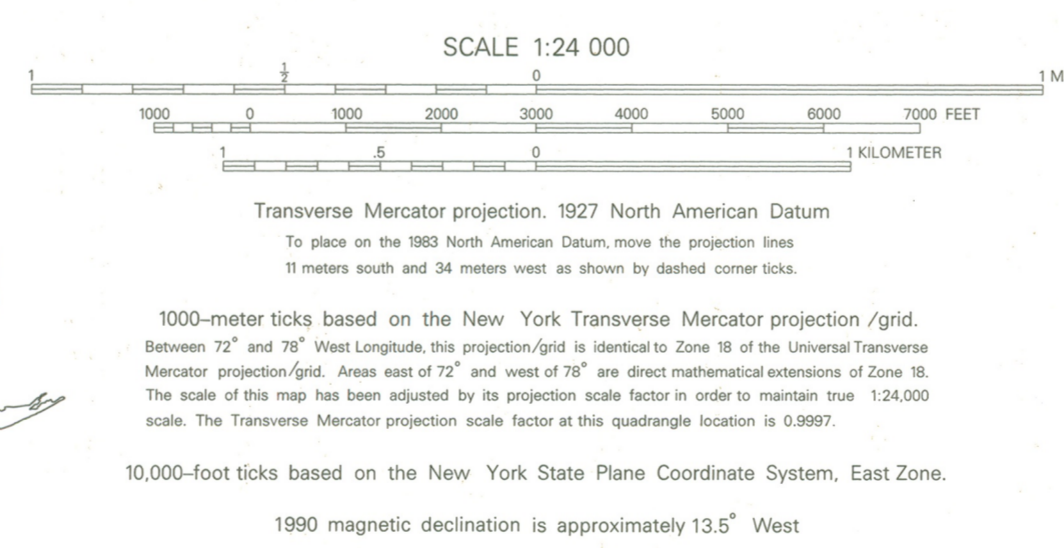 SCALE 1:24 000
1 ½ 0 1 M
1000 0 1000 2000 3000 4000 5000 6000 7000 FEET
1 .5 0 1 KILOMETER
Transverse Mercator projection. 1927 North American Datum
To place on the 1983 North American Datum, move the projection lines
11 meters south and 34 meters west as shown by dashed corner ticks.
1000–meter ticks based on the New York Transverse Mercator projection /grid.
Between 72° and 78° West Longitude, this projection/grid is identical to Zone 18 of the Universal Transverse
Mercator projection/grid. Areas east of 72° and west of 78° are direct mathematical extensions of Zone 18.
The scale of this map has been adjusted by its projection scale factor in order to maintain true 1:24,000
scale. The Transverse Mercator projection scale factor at this quadrangle location is 0.9997.
10,000–foot ticks based on the New York State Plane Coordinate System, East Zone.
1990 magnetic declination is approximately 13.5° West